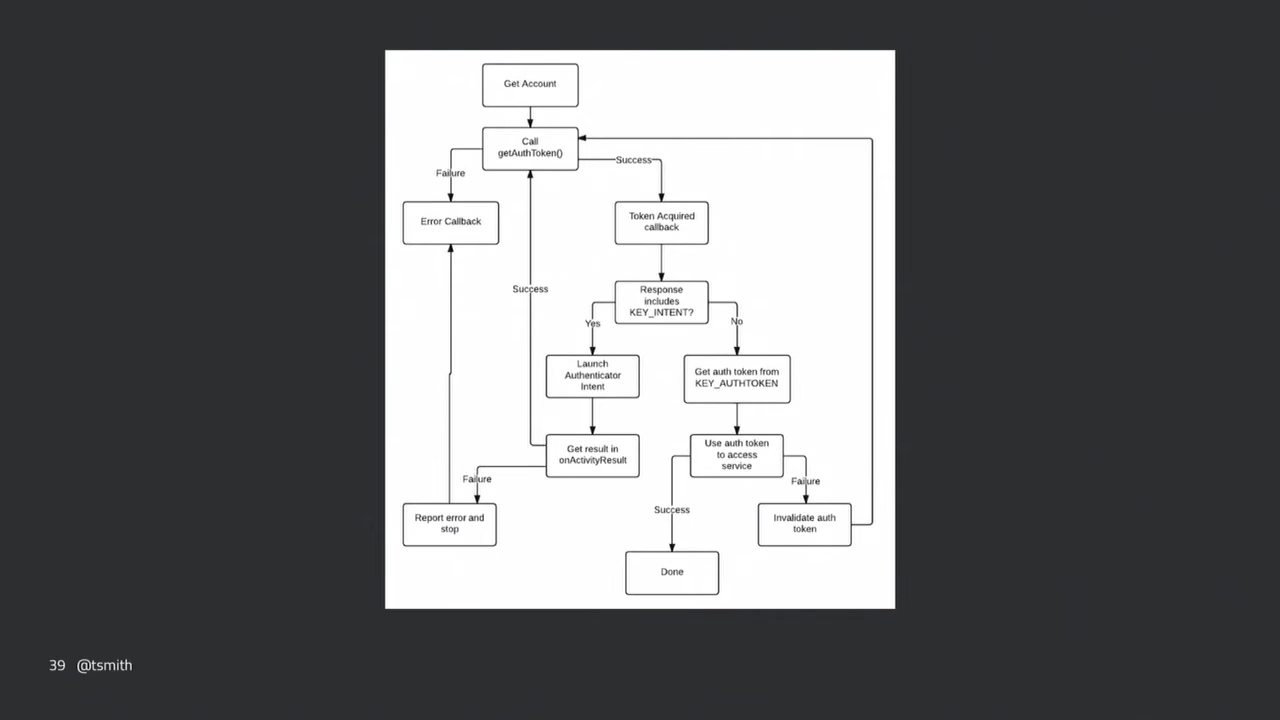 Get Account
Call
getAuthToken()
Success
Failure
Error Callback
Token Acquired
callback
Success
Response
includes
KEY_INTENT?
Yes
No
Launch
Authenticator
Intent
Get auth token from
KEY_AUTHTOKEN
Get result in
onActivityResult
Use auth token
to access
service
Failure
Failure
Success
Report error and
stop
Invalidate auth
token
Done
39 @tsmith